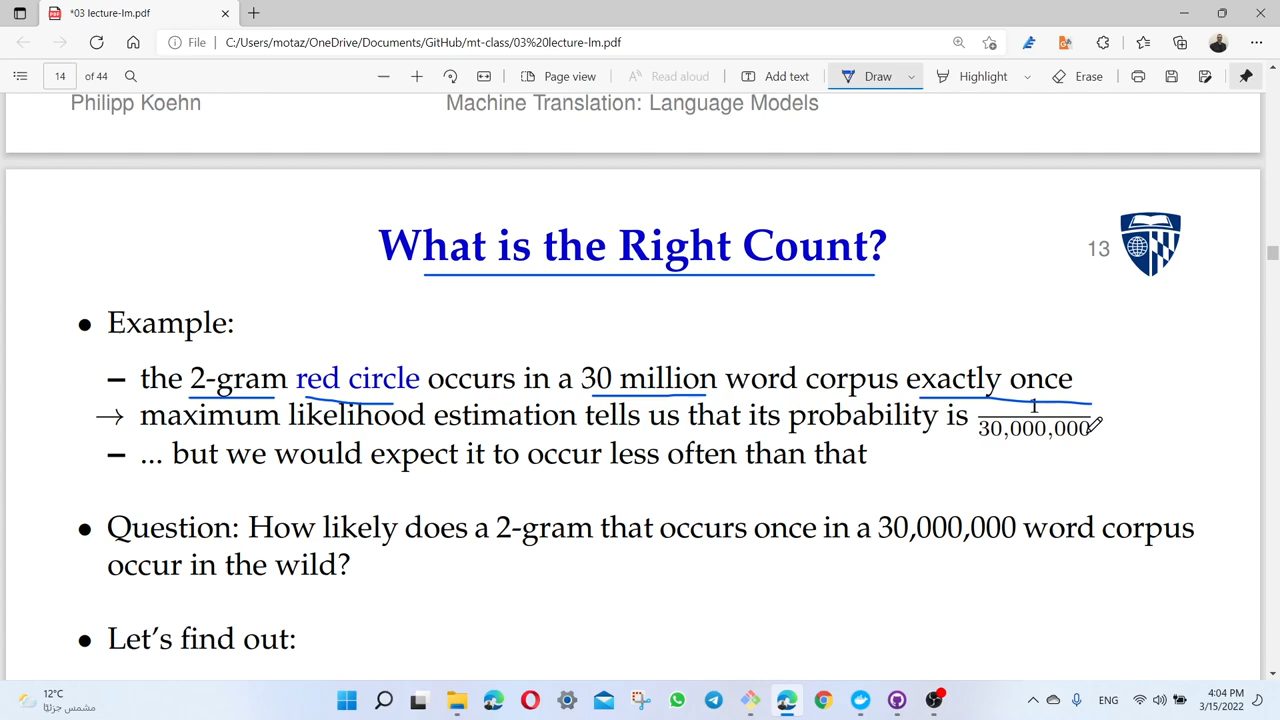 *03 lecture-lm.pdf
File C:/Users/motaz/OneDrive/Documents/GitHub/mt-class/03%20lecture-lm.pdf
14 of 44 Page view Read aloud Add text Draw Highlight Erase
Philipp Koehn Machine Translation: Language Models
What is the Right Count? 13
• Example:
– the 2-gram red circle occurs in a 30 million word corpus exactly once
→ maximum likelihood estimation tells us that its probability is 1/30,000,000
– ... but we would expect it to occur less often than that
• Question: How likely does a 2-gram that occurs once in a 30,000,000 word corpus
occur in the wild?
• Let's find out:
12°C
مشمس جزئيًا
ENG
4:04 PM
3/15/2022